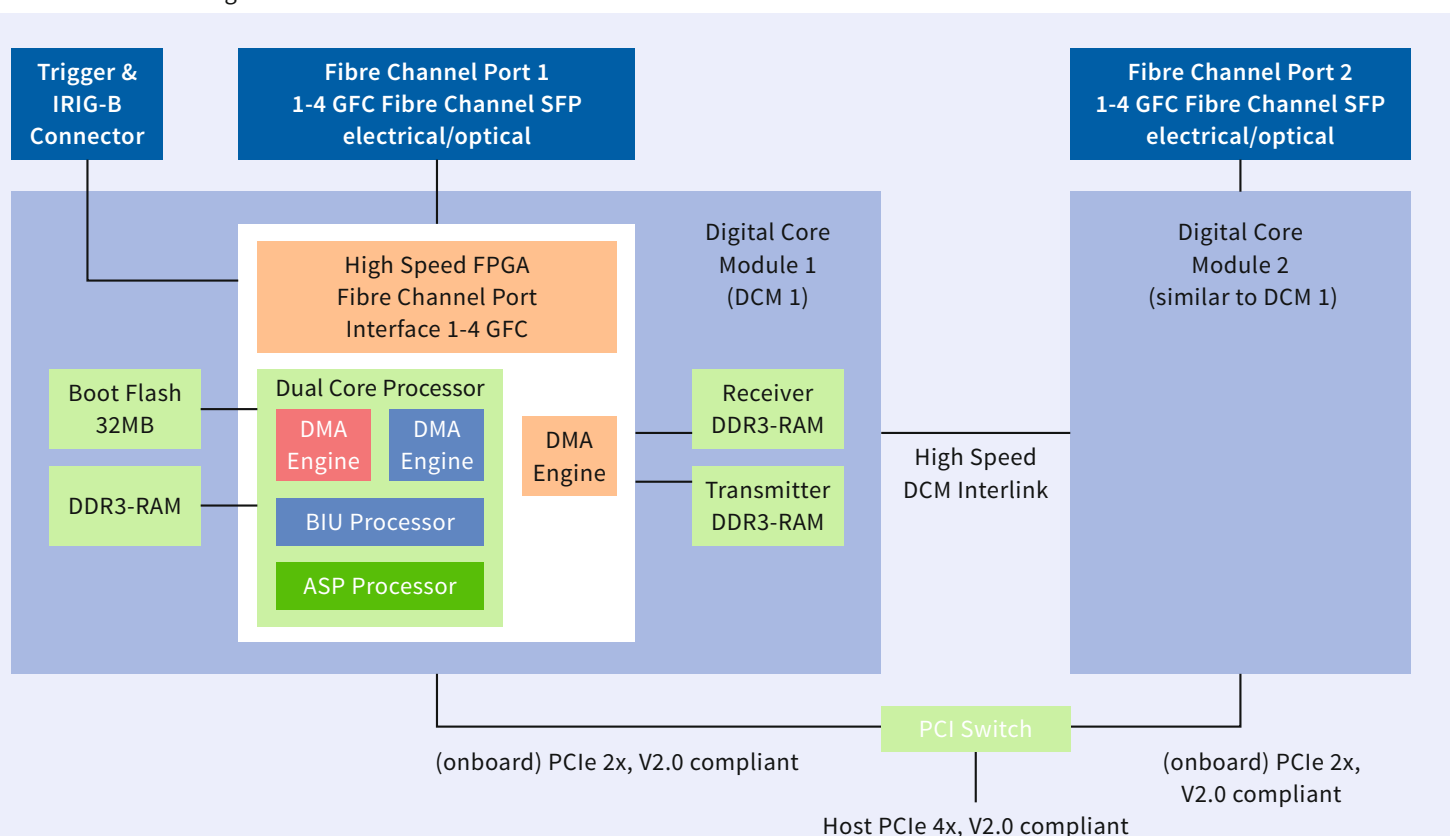 Trigger &
IRIG-B
Connector
Fibre Channel Port 1
1-4 GFC Fibre Channel SFP
electrical/optical
Fibre Channel Port 2
1-4 GFC Fibre Channel SFP
electrical/optical
High Speed FPGA
Fibre Channel Port
Interface 1-4 GFC
Digital Core
Module 1
(DCM 1)
Digital Core
Module 2
(similar to DCM 1)
Boot Flash
32MB
DDR3-RAM
Dual Core Processor
DMA
Engine
DMA
Engine
BIU Processor
ASP Processor
DMA
Engine
Receiver
DDR3-RAM
Transmitter
DDR3-RAM
High Speed
DCM Interlink
PCI Switch
(onboard) PCIe 2x, V2.0 compliant
(onboard) PCIe 2x,
V2.0 compliant
Host PCIe 4x, V2.0 compliant